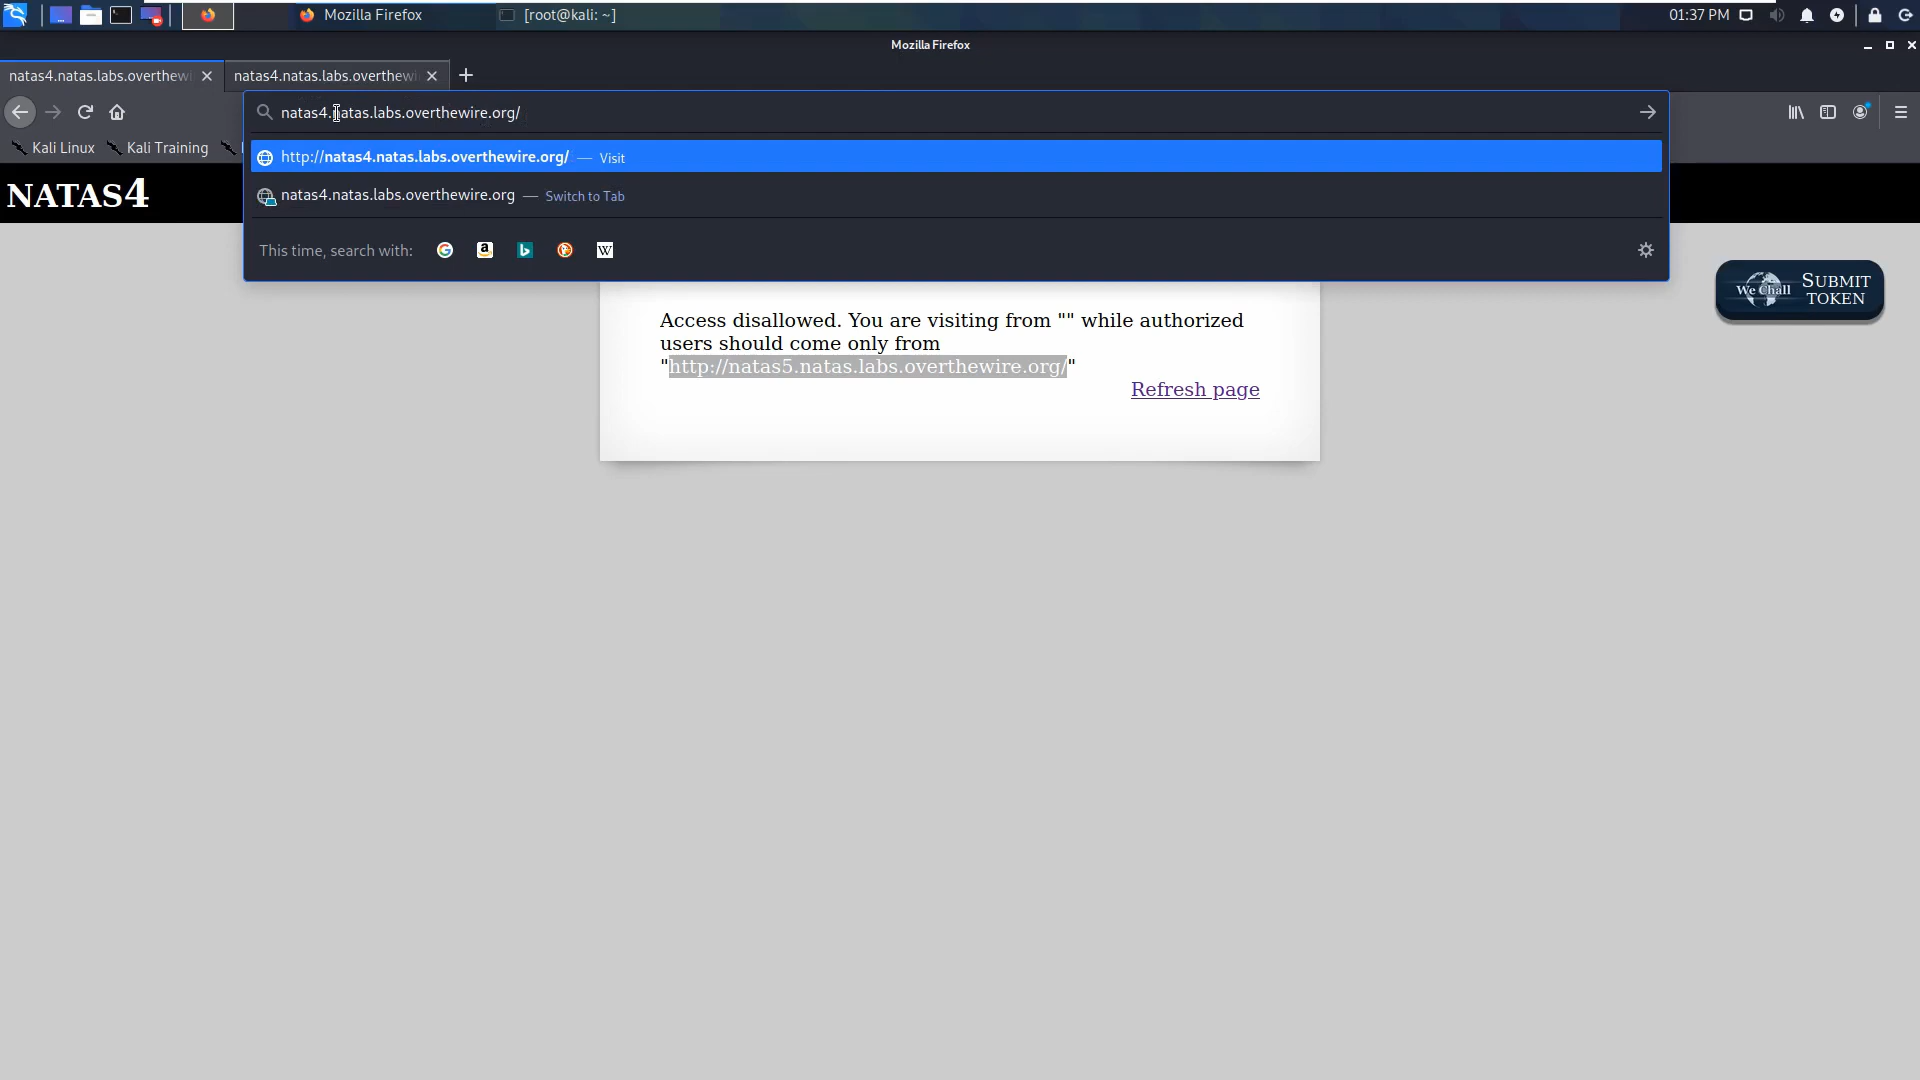 Mozilla Firefox
[root@kali: ~]
01:37 PM
Mozilla Firefox
natas4.natas.labs.overthewi
natas4.natas.labs.overthewi
natas4.natas.labs.overthewire.org/
Kali Linux
Kali Training
http://natas4.natas.labs.overthewire.org/ — Visit
natas4.natas.labs.overthewire.org — Switch to Tab
NATAS4
This time, search with:
We Chall
SUBMIT
TOKEN
Access disallowed. You are visiting from "" while authorized
users should come only from
"http://natas5.natas.labs.overthewire.org/"
Refresh page